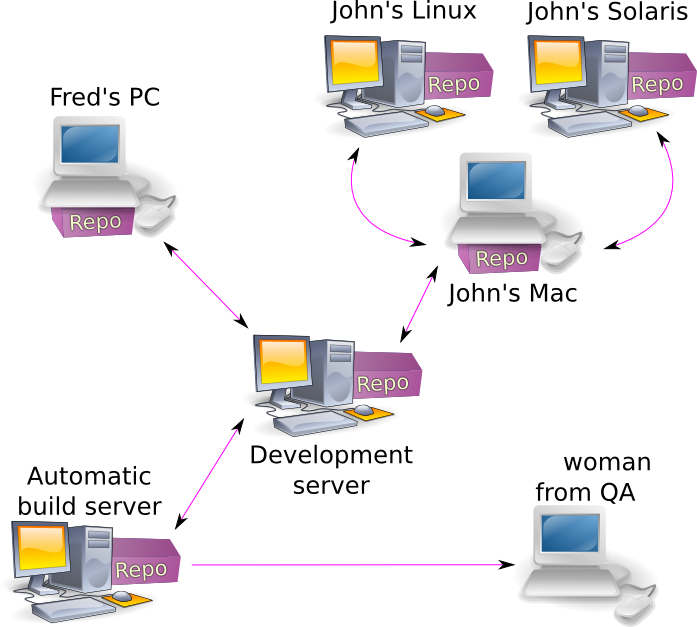 John's Linux
John's Solaris
Repo
Repo
Fred's PC
Repo
Repo
John's Mac
Repo
Development
server
Automatic
build server
Repo
woman
from QA